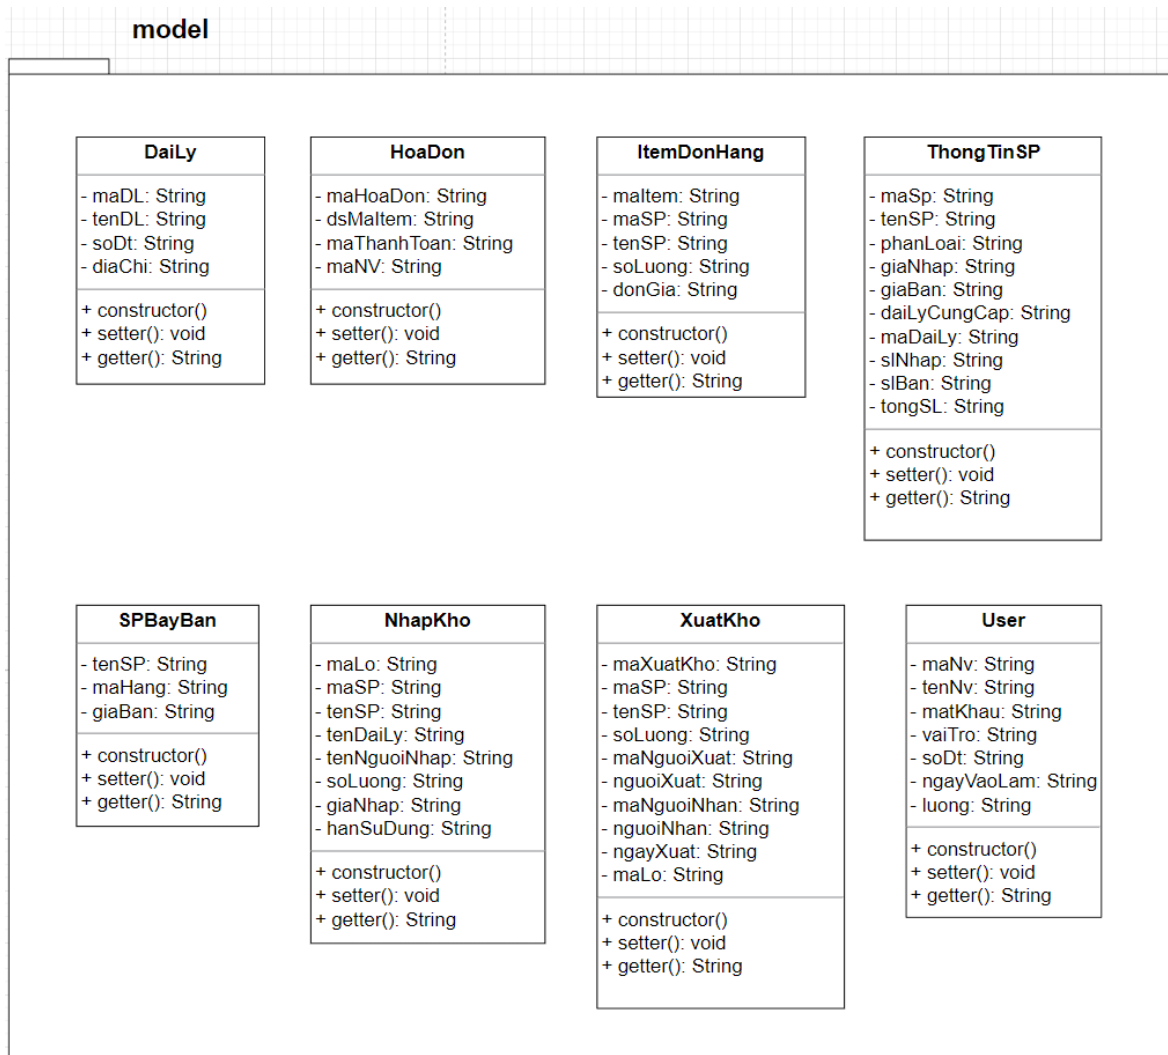 model
DaiLy
- maDL: String
- tenDL: String
- soDt: String
- diaChi: String
+ constructor()
+ setter(): void
+ getter(): String
HoaDon
- maHoaDon: String
- dsMaItem: String
- maThanhToan: String
- maNV: String
+ constructor()
+ setter(): void
+ getter(): String
ItemDonHang
- maItem: String
- maSP: String
- tenSP: String
- soLuong: String
- donGia: String
+ constructor()
+ setter(): void
+ getter(): String
ThongTinSP
- maSp: String
- tenSP: String
- phanLoai: String
- giaNhap: String
- giaBan: String
- daiLyCungCap: String
- maDaiLy: String
- slNhap: String
- slBan: String
- tongSL: String
+ constructor()
+ setter(): void
+ getter(): String
SPBayBan
- tenSP: String
- maHang: String
- giaBan: String
+ constructor()
+ setter(): void
+ getter(): String
NhapKho
- maLo: String
- maSP: String
- tenSP: String
- tenDaiLy: String
- tenNguoiNhap: String
- soLuong: String
- giaNhap: String
- hanSuDung: String
+ constructor()
+ setter(): void
+ getter(): String
XuatKho
- maXuatKho: String
- maSP: String
- tenSP: String
- soLuong: String
- maNguoiXuat: String
- nguoiXuat: String
- maNguoiNhan: String
- nguoiNhan: String
- ngayXuat: String
- maLo: String
+ constructor()
+ setter(): void
+ getter(): String
User
- maNv: String
- tenNv: String
- matKhau: String
- vaiTro: String
- soDt: String
- ngayVaoLam: String
- luong: String
+ constructor()
+ setter(): void
+ getter(): String